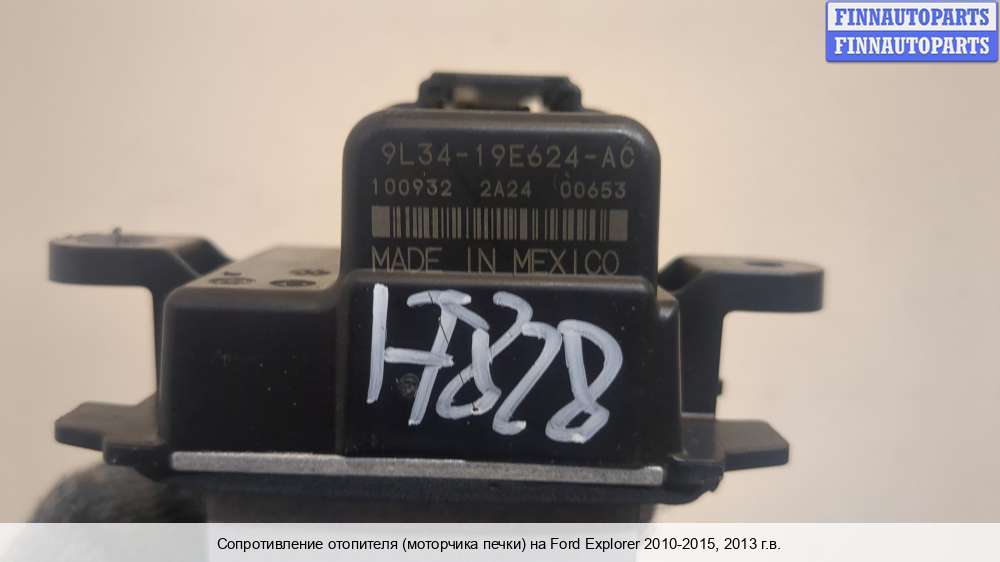 FINNAUTOPARTS
FINNAUTOPARTS
9L34-19E624-AC
100932 2A24 00653
MADE IN MEXICO
H7828
Сопротивление отопителя (моторчика печки) на Ford Explorer 2010-2015, 2013 г.в.